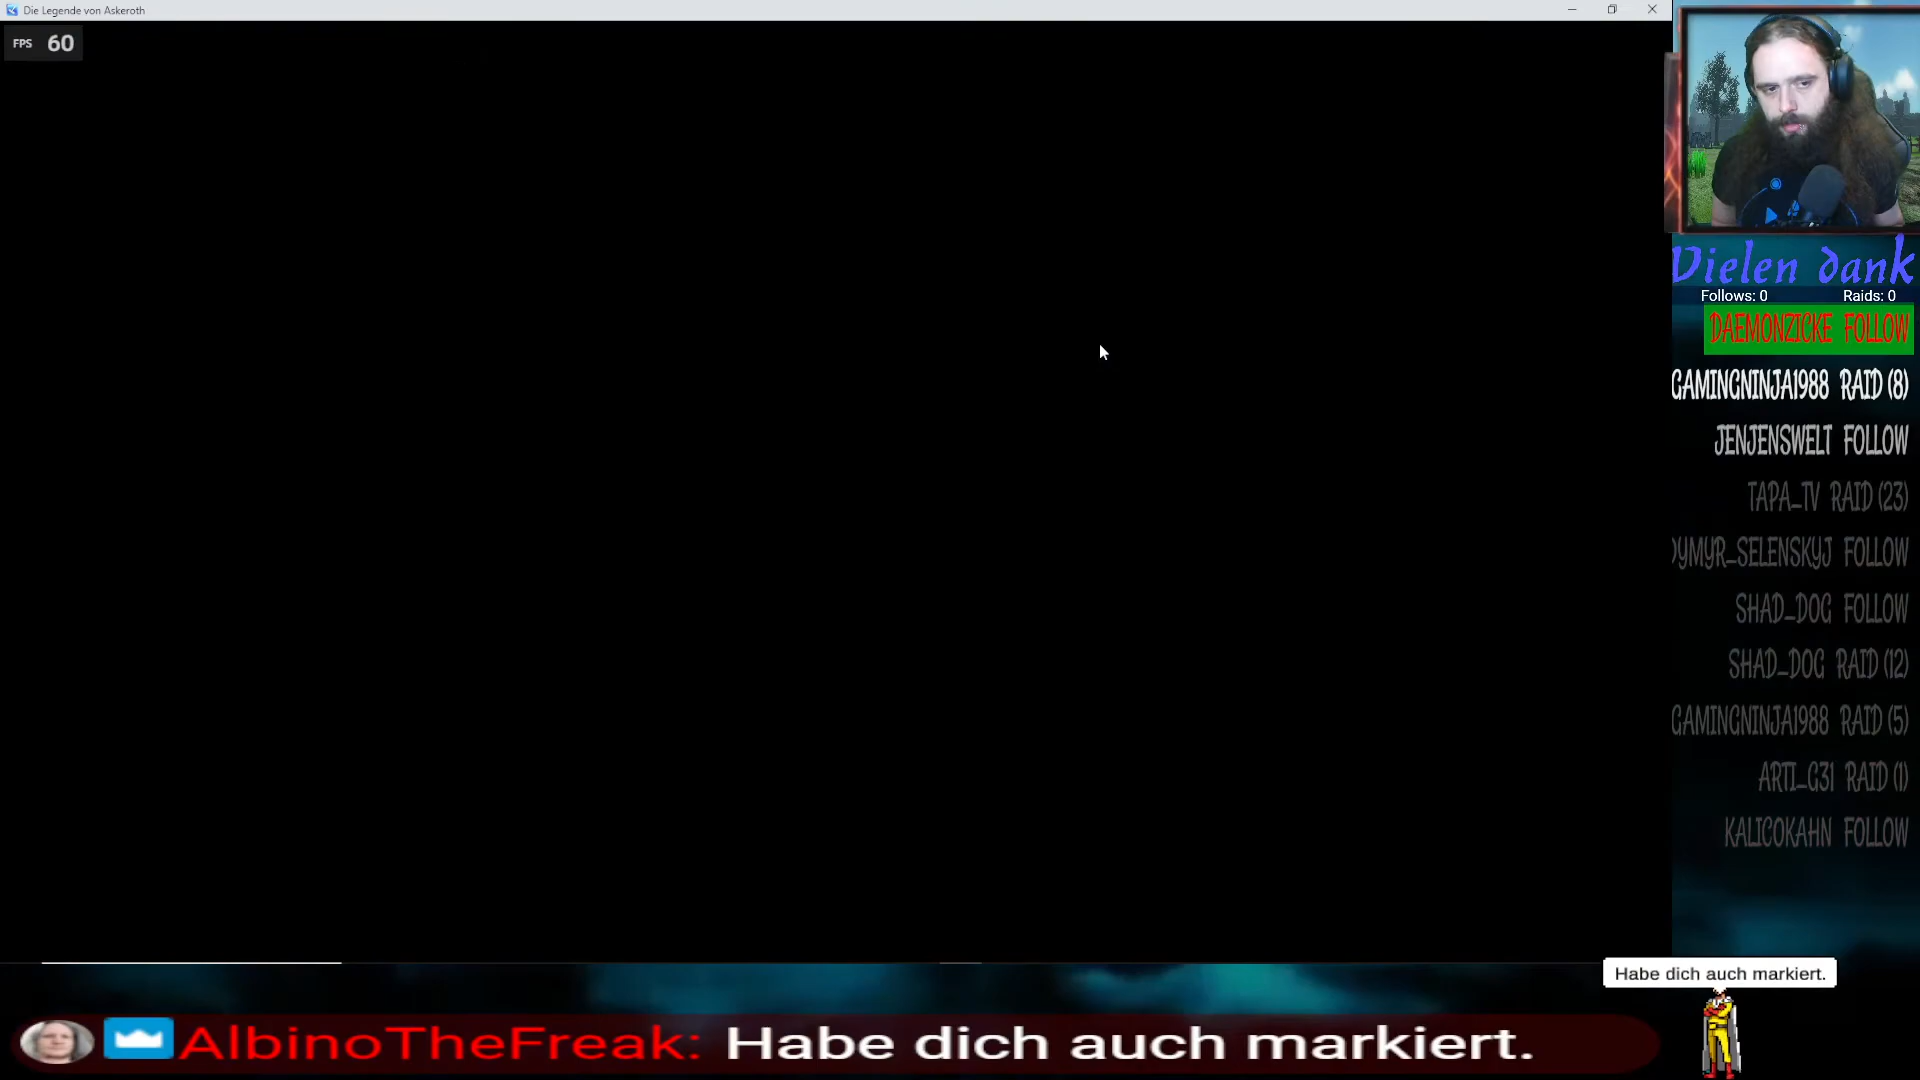 Die Legende von Askeroth
FPS 60
Vielen dank
Follows: 0 Raids: 0
DAEMONZICKE FOLLOW
GAMINGNINJA1988 RAID (8)
JENJENSWELT FOLLOW
TAPA_TV RAID (23)
DYMYR_SELENSKYJ FOLLOW
SHAD_DOG FOLLOW
SHAD_DOG RAID (12)
GAMINGNINJA1988 RAID (5)
ARTI_G31 RAID (1)
KALICOKAHN FOLLOW
Habe dich auch markiert.
AlbinoTheFreak: Habe dich auch markiert.